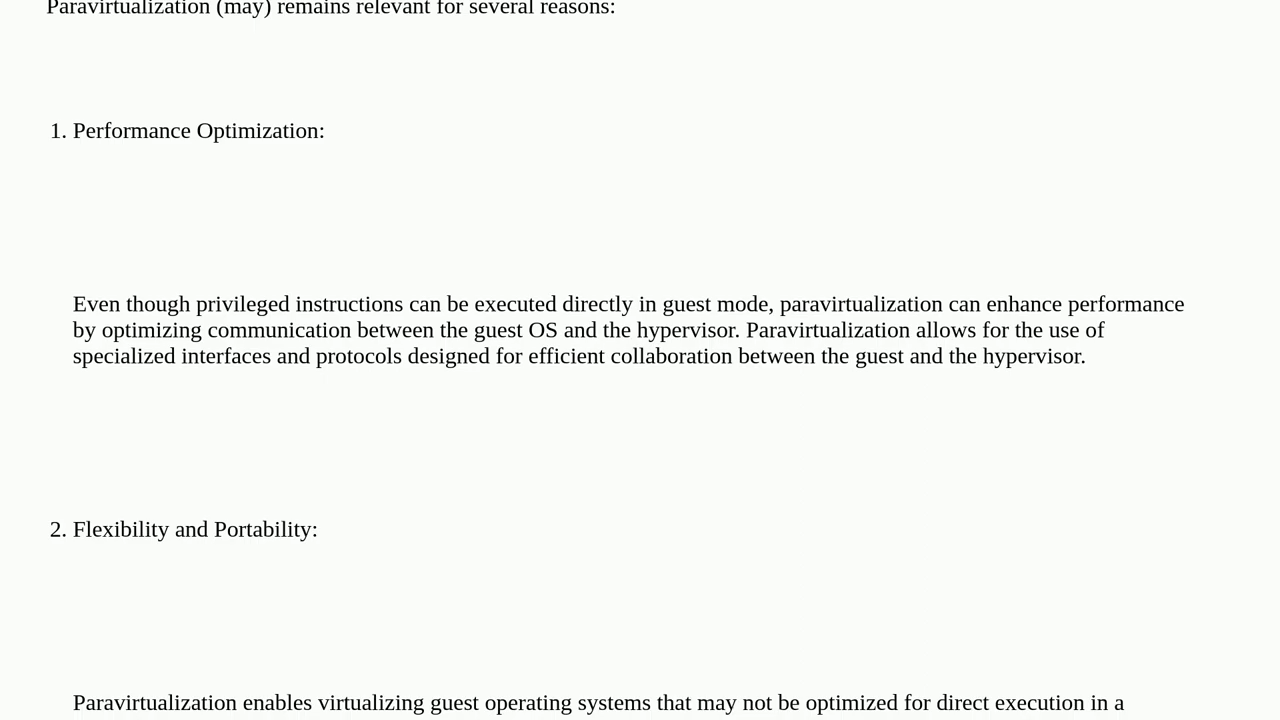 Paravirtualization (may) remains relevant for several reasons:
1. Performance Optimization:
Even though privileged instructions can be executed directly in guest mode, paravirtualization can enhance performance
by optimizing communication between the guest OS and the hypervisor. Paravirtualization allows for the use of
specialized interfaces and protocols designed for efficient collaboration between the guest and the hypervisor.
2. Flexibility and Portability:
Paravirtualization enables virtualizing guest operating systems that may not be optimized for direct execution in a